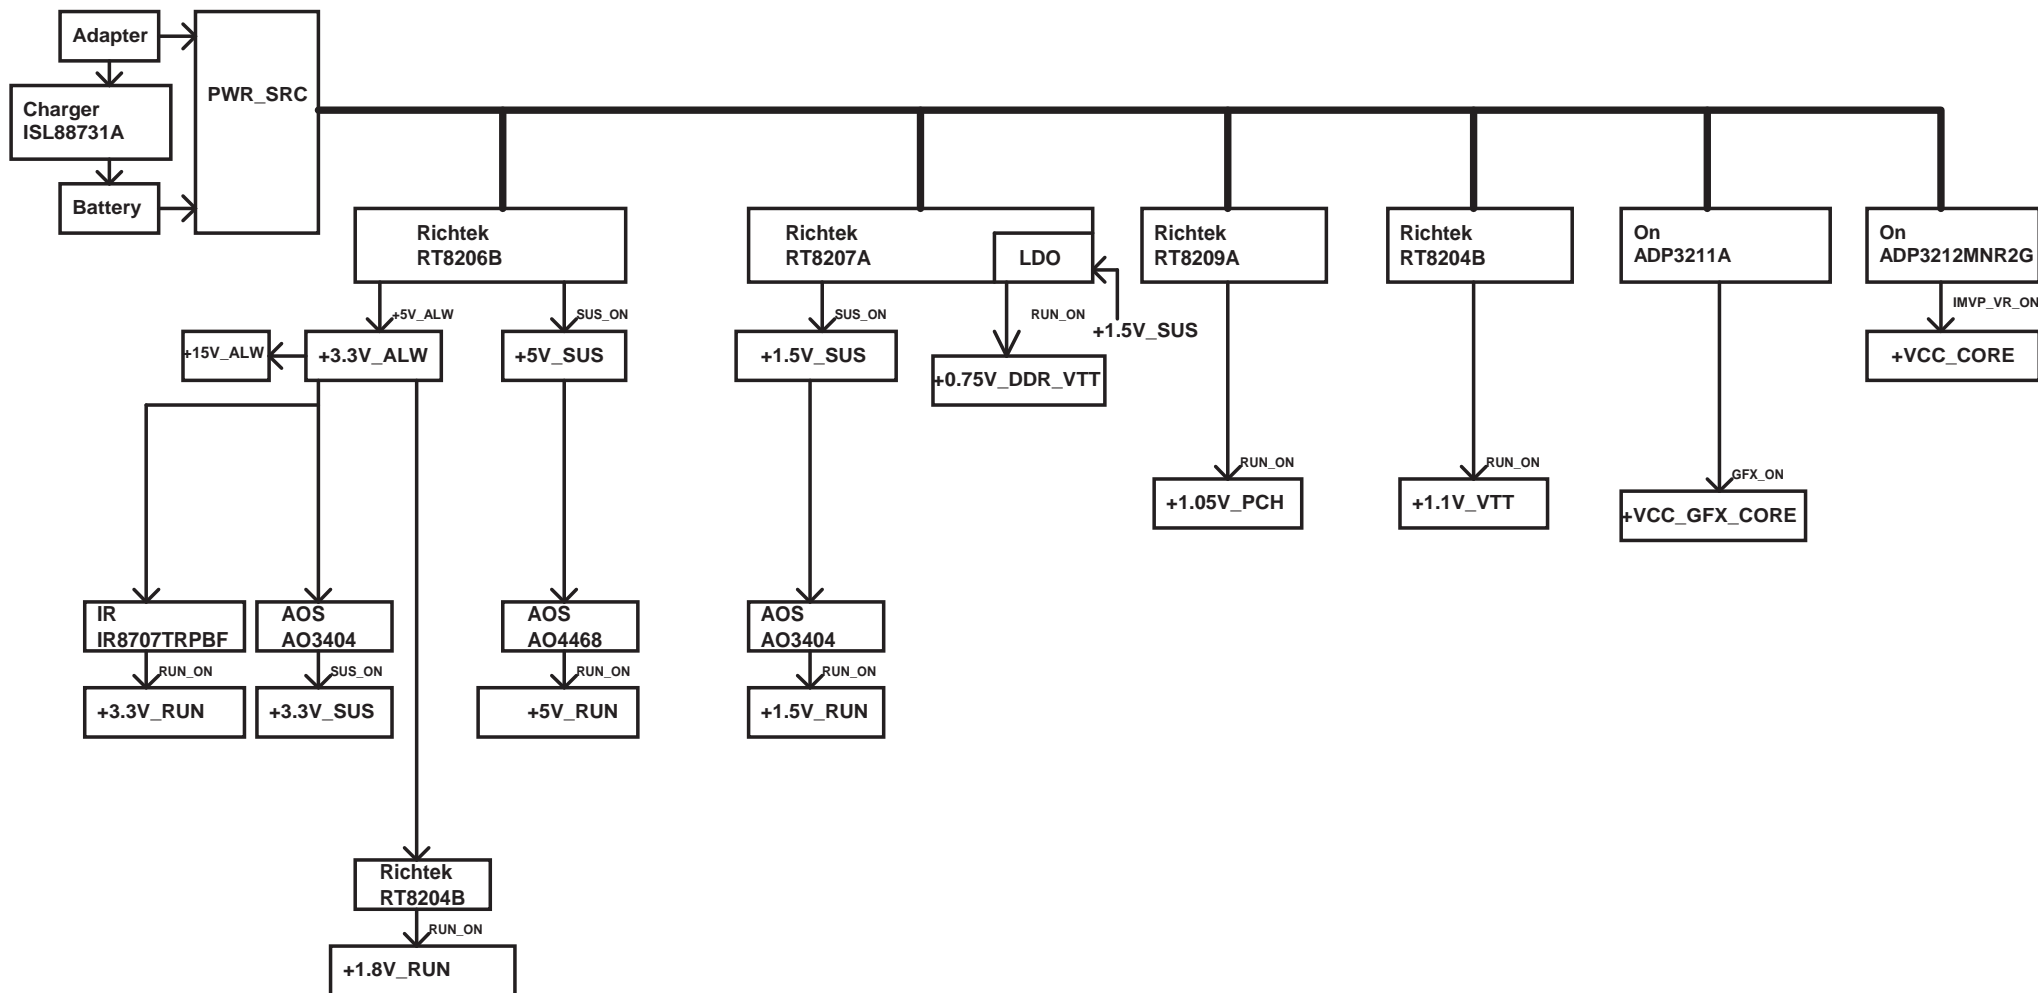 Adapter
PWR_SRC
Charger
ISL88731A
Battery
Richtek
RT8206B
Richtek
RT8207A
LDO
Richtek
RT8209A
Richtek
RT8204B
On
ADP3211A
On
ADP3212MNR2G
+5V_ALW
SUS_ON
SUS_ON
RUN_ON
+1.5V_SUS
IMVP_VR_ON
+15V_ALW
+3.3V_ALW
+5V_SUS
+1.5V_SUS
+0.75V_DDR_VTT
+VCC_CORE
RUN_ON
RUN_ON
GFX_ON
+1.05V_PCH
+1.1V_VTT
+VCC_GFX_CORE
IR
IR8707TRPBF
AOS
AO3404
AOS
AO4468
AOS
AO3404
RUN_ON
SUS_ON
RUN_ON
RUN_ON
+3.3V_RUN
+3.3V_SUS
+5V_RUN
+1.5V_RUN
Richtek
RT8204B
RUN_ON
+1.8V_RUN